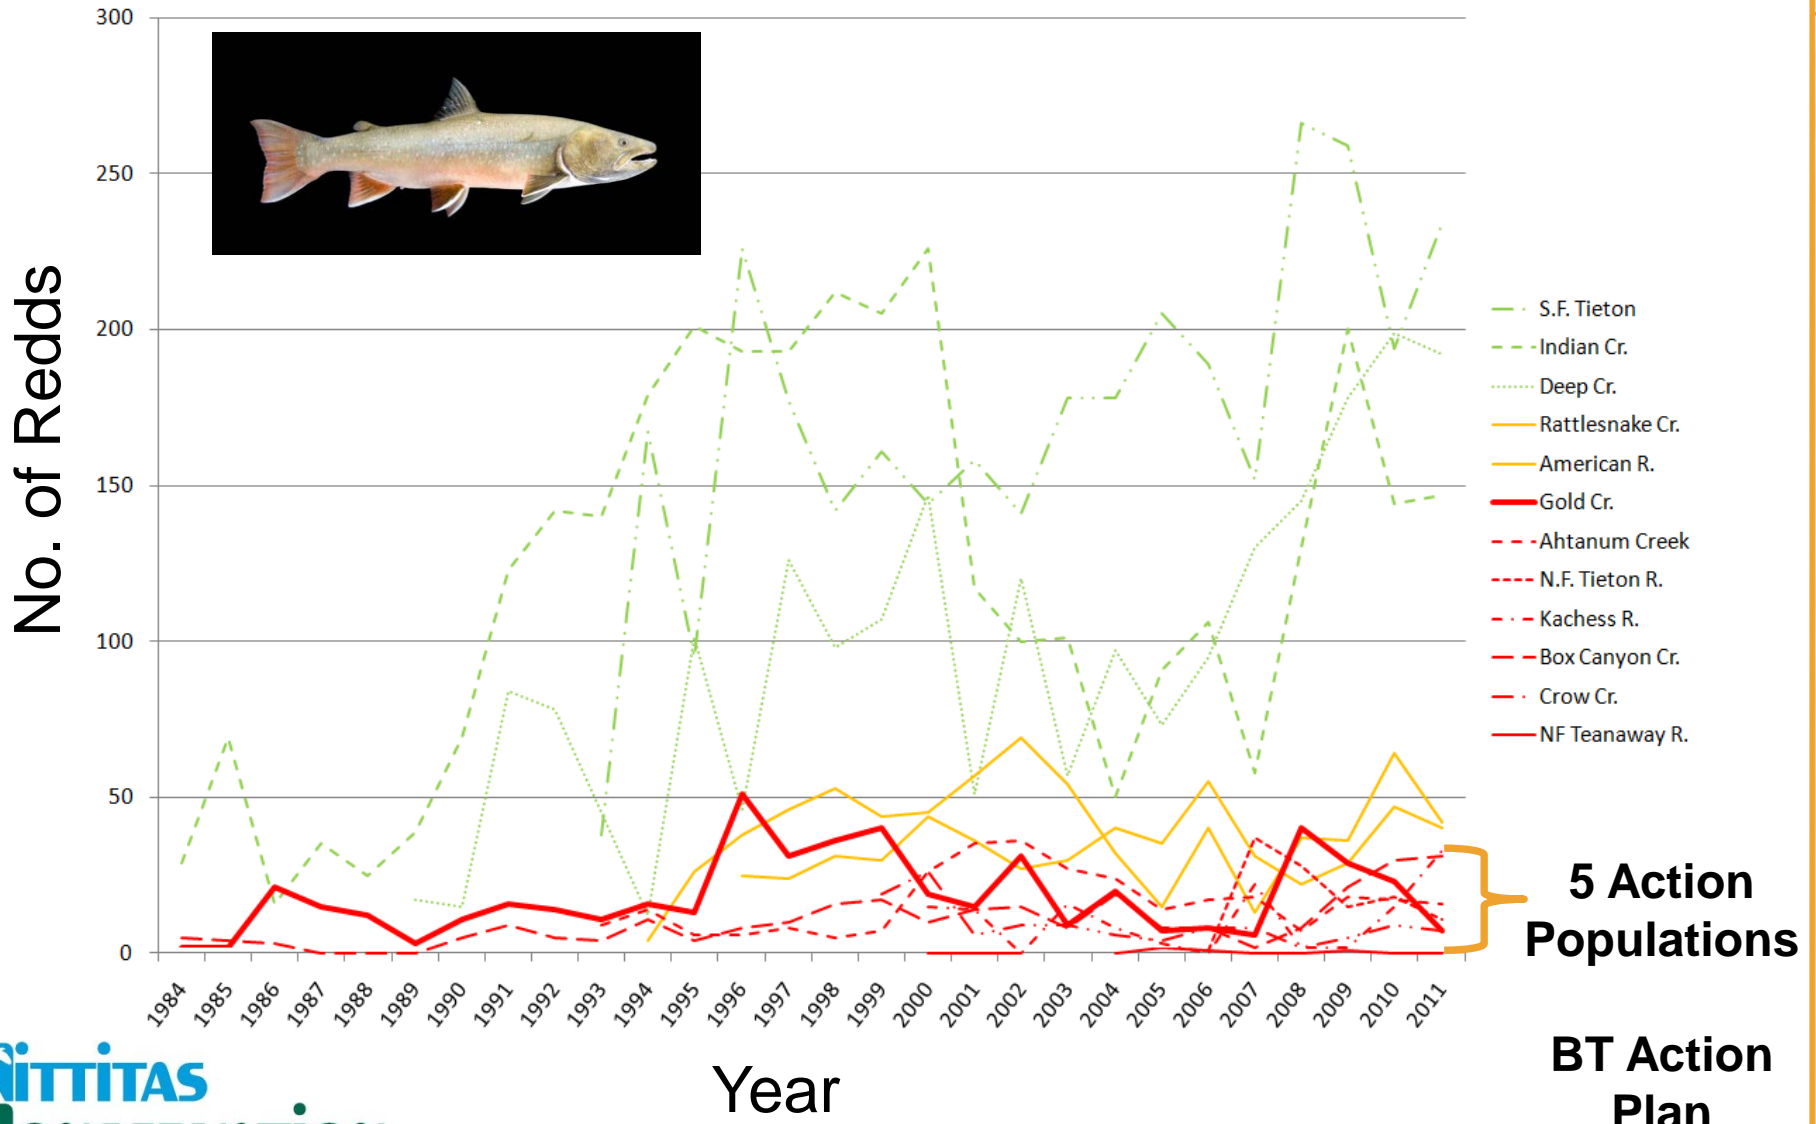 300
250
200
150
100
50
0
No. of Redds
1984
1985
1986
1987
1988
1989
1990
1991
1992
1993
1994
1995
1996
1997
1998
1999
2000
2001
2002
2003
2004
2005
2006
2007
2008
2009
2010
2011
Year
S.F. Tieton
Indian Cr.
Deep Cr.
Rattlesnake Cr.
American R.
Gold Cr.
Ahtanum Creek
N.F. Tieton R.
Kachess R.
Box Canyon Cr.
Crow Cr.
NF Teanaway R.
5 Action
Populations
BT Action
Plan
KITTITAS